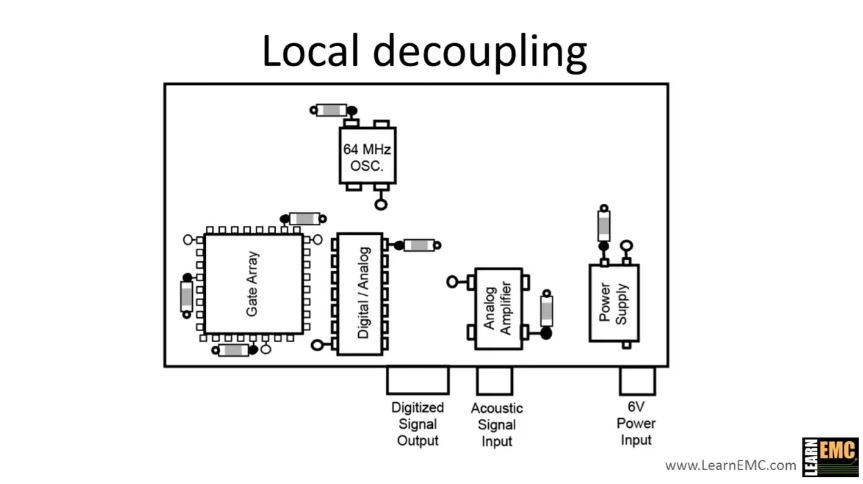 Local decoupling
64 MHz
OSC.
Gate Array
Digital / Analog
Analog
Amplifier
Power
Supply
Digitized
Signal
Output
Acoustic
Signal
Input
6V
Power
Input
www.LearnEMC.com
LEARN
EMC